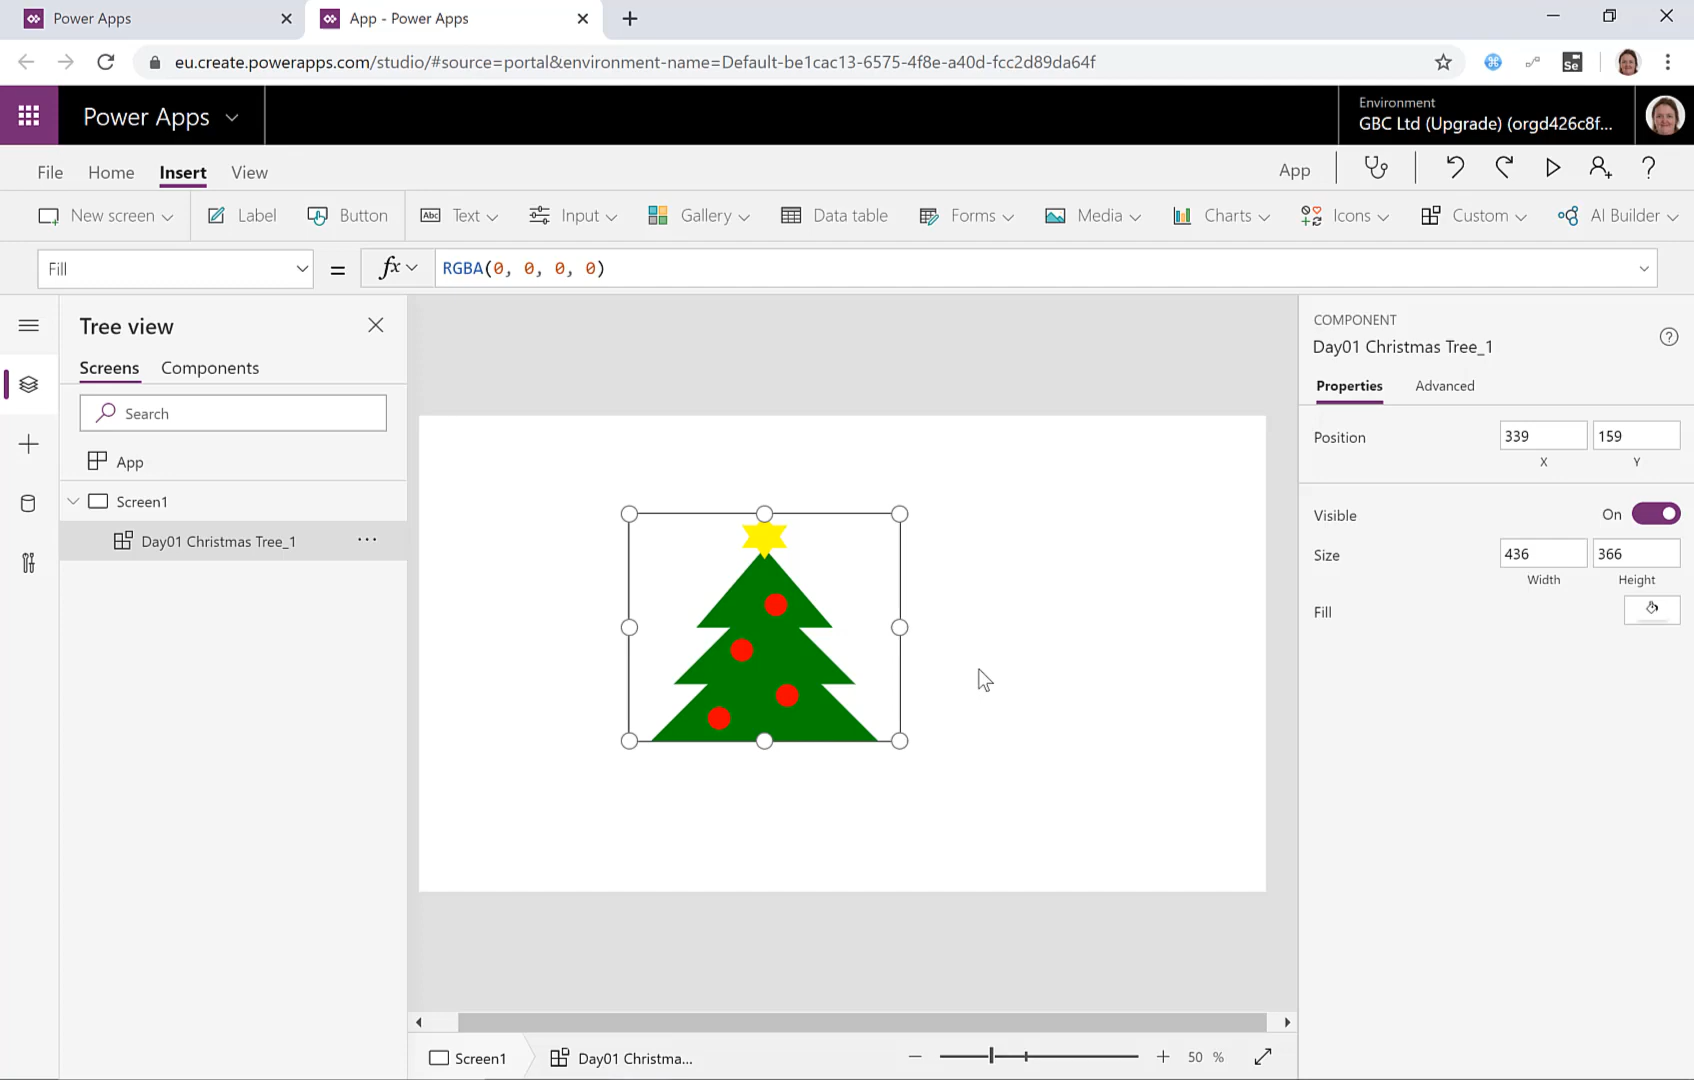 Power Apps
App - Power Apps
eu.create.powerapps.com/studio/#source=portal&environment-name=Default-be1cac13-6575-4f8e-a40d-fcc2d89da64f
Se
Power Apps
Environment
GBC Ltd (Upgrade) (orgd426c8f...
File Home Insert View App
New screen Label Button Abc Text Input Gallery Data table Forms Media Charts Icons Custom AI Builder
Fill = fx RGBA(0, 0, 0, 0)
Tree view
Screens Components
Search
App
Screen1
Day01 Christmas Tree_1 ...
COMPONENT
Day01 Christmas Tree_1
Properties Advanced
Position 339 159
X Y
Visible On
Size 436 366
Width Height
Fill
Screen1 Day01 Christma... 50 %